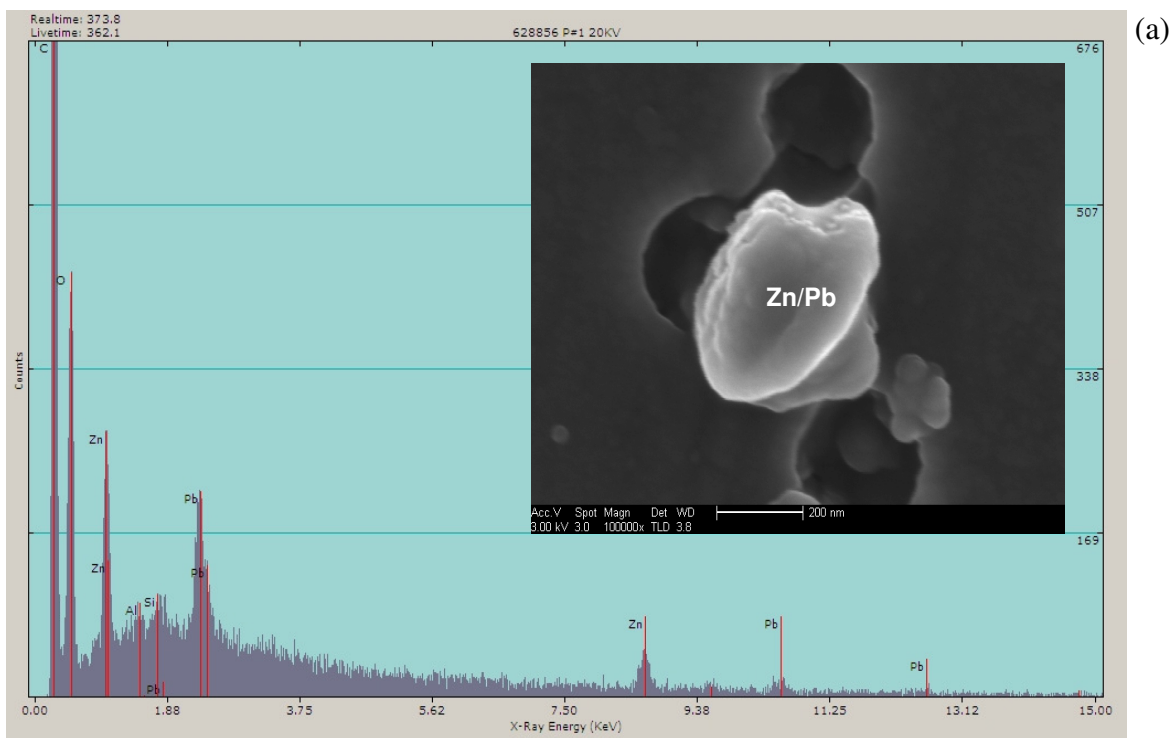 Realtime: 373.8
Livetime: 362.1
628856 P#1 20KV
(a)
C
676
507
O
Zn/Pb
338
Counts
Zn
Pb
Acc.V Spot Magn Det WD
3.00 kV 3.0 100000x TLD 3.8 200 nm
169
Zn
Pb
Al
Si
Zn
Pb
Pb
Pb
0.00 1.88 3.75 5.62 7.50 9.38 11.25 13.12 15.00
X-Ray Energy (KeV)